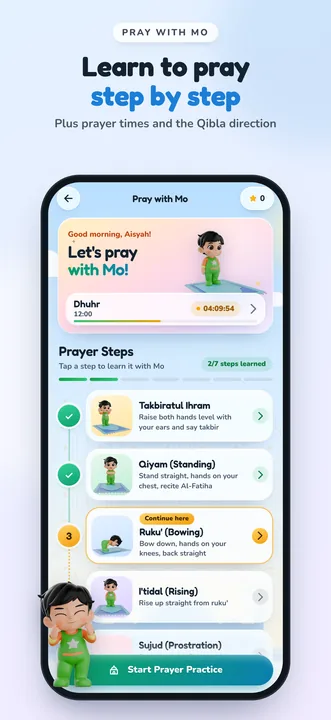 PRAY WITH MO
Learn to pray
step by step
Plus prayer times and the Qibla direction
Pray with Mo
0
Good morning, Aisyah!
Let's pray
with Mo!
Dhuhr
12:00
04:09:54
Prayer Steps
Tap a step to learn it with Mo
2/7 steps learned
Takbiratul Ihram
Raise both hands level with
your ears and say takbir
Qiyam (Standing)
Stand straight, hands on your
chest, recite Al-Fatiha
Continue here
3
Ruku' (Bowing)
Bow down, hands on your
knees, back straight
I'tidal (Rising)
Rise up straight from ruku'
Sujud (Prostration)
Start Prayer Practice